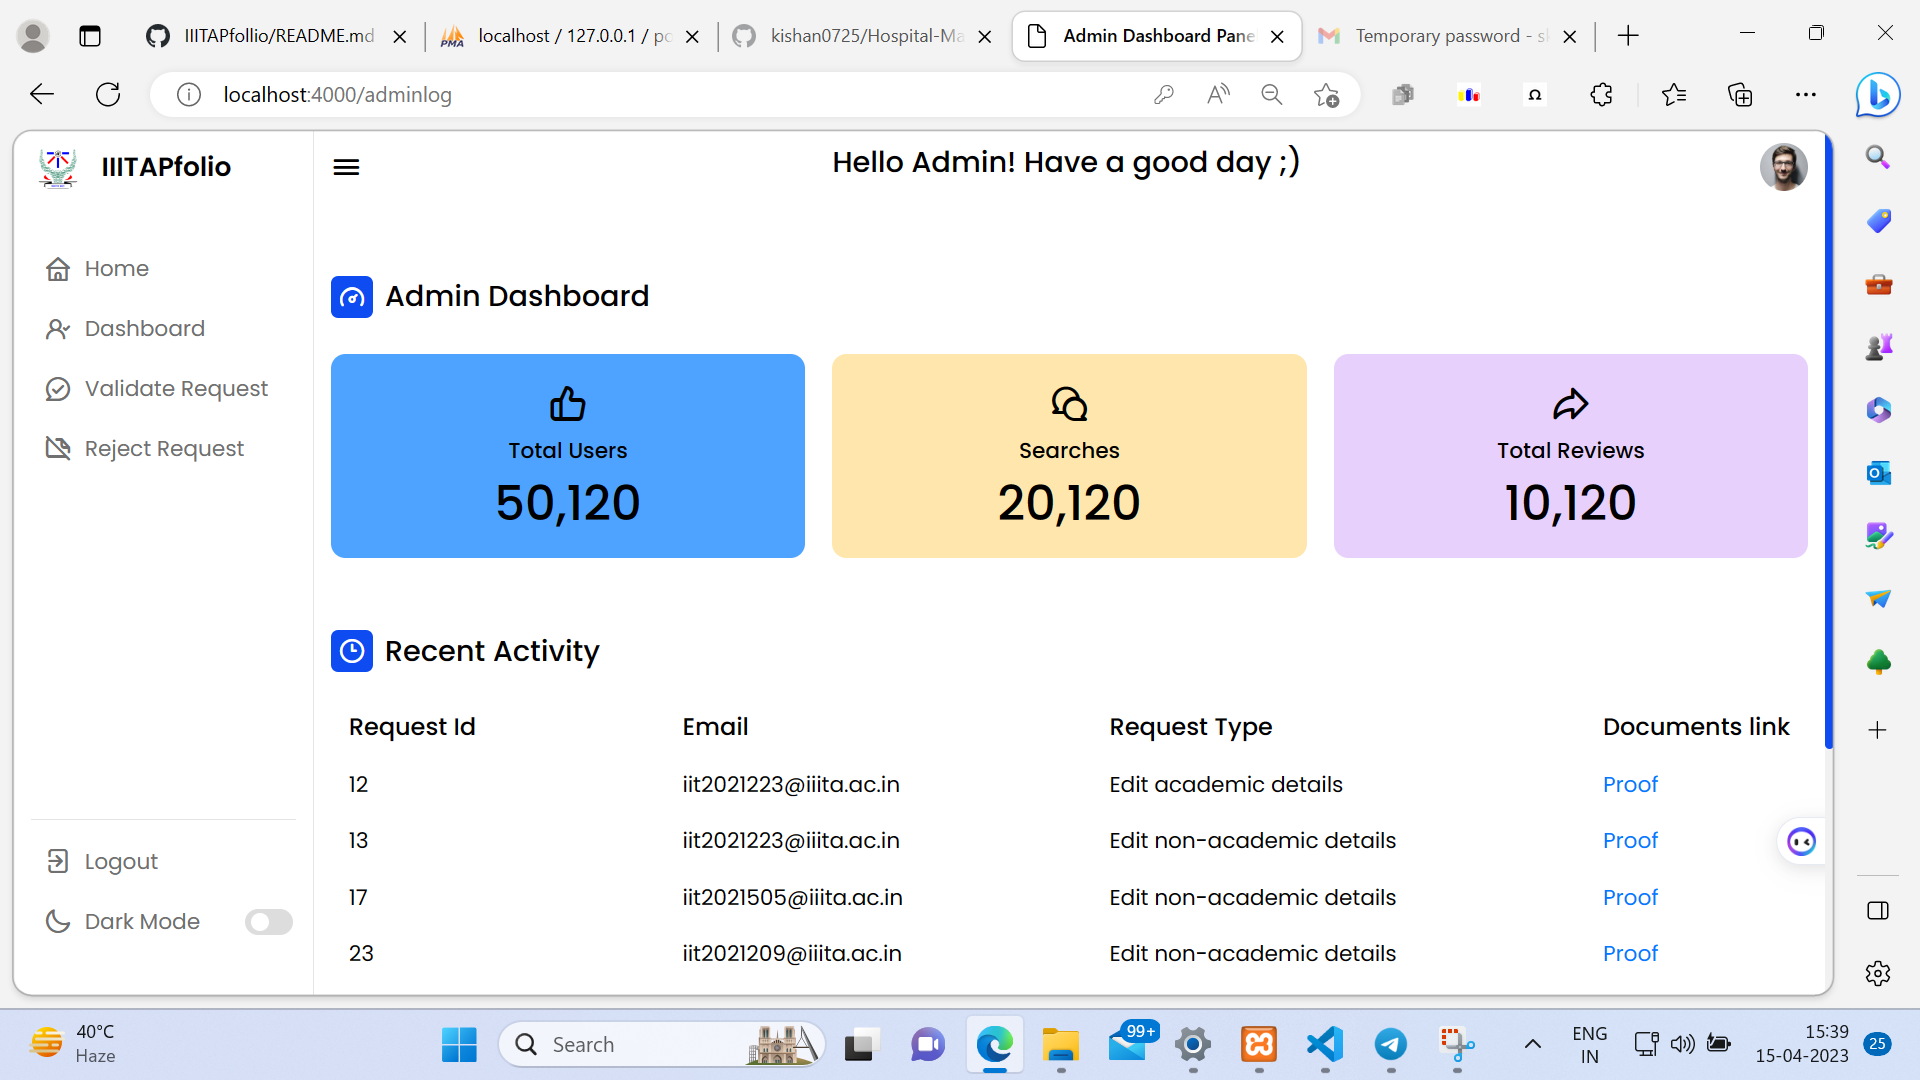 IIITAPfollio/README.md
localhost / 127.0.0.1 / po
kishan0725/Hospital-Ma
Admin Dashboard Pane
Temporary password - sl
localhost:4000/adminlog
IIITAPfolio
Hello Admin! Have a good day ;)
Home
Dashboard
Validate Request
Reject Request
Logout
Dark Mode
Admin Dashboard
Total Users
50,120
Searches
20,120
Total Reviews
10,120
Recent Activity
Request Id Email Request Type Documents link
12 iit2021223@iiita.ac.in Edit academic details Proof
13 iit2021223@iiita.ac.in Edit non-academic details Proof
17 iit2021505@iiita.ac.in Edit non-academic details Proof
23 iit2021209@iiita.ac.in Edit non-academic details Proof
40°C
Haze
Search
99+
ENG
IN
15:39
15-04-2023
25